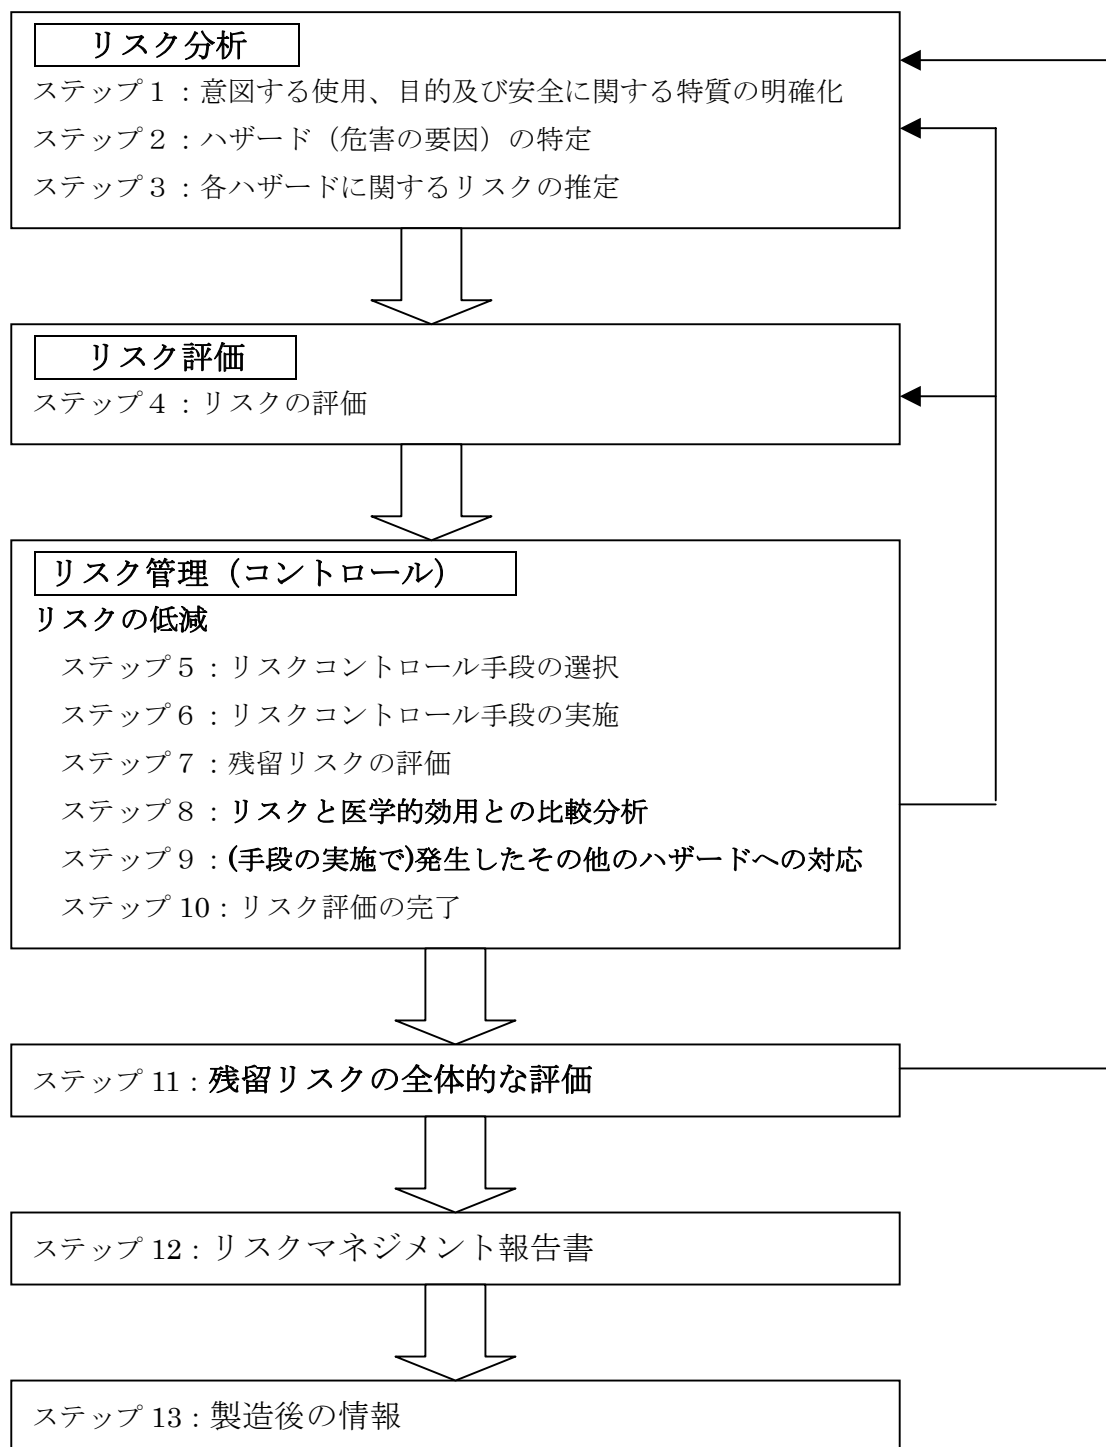 リスク分析
ステップ１：意図する使用、目的及び安全に関する特質の明確化
ステップ２：ハザード（危害の要因）の特定
ステップ３：各ハザードに関するリスクの推定
リスク評価
ステップ４：リスクの評価
リスク管理（コントロール）
リスクの低減
ステップ５：リスクコントロール手段の選択
ステップ６：リスクコントロール手段の実施
ステップ７：残留リスクの評価
ステップ８：リスクと医学的効用との比較分析
ステップ９：(手段の実施で)発生したその他のハザードへの対応
ステップ 10：リスク評価の完了
ステップ 11：残留リスクの全体的な評価
ステップ 12：リスクマネジメント報告書
ステップ 13：製造後の情報